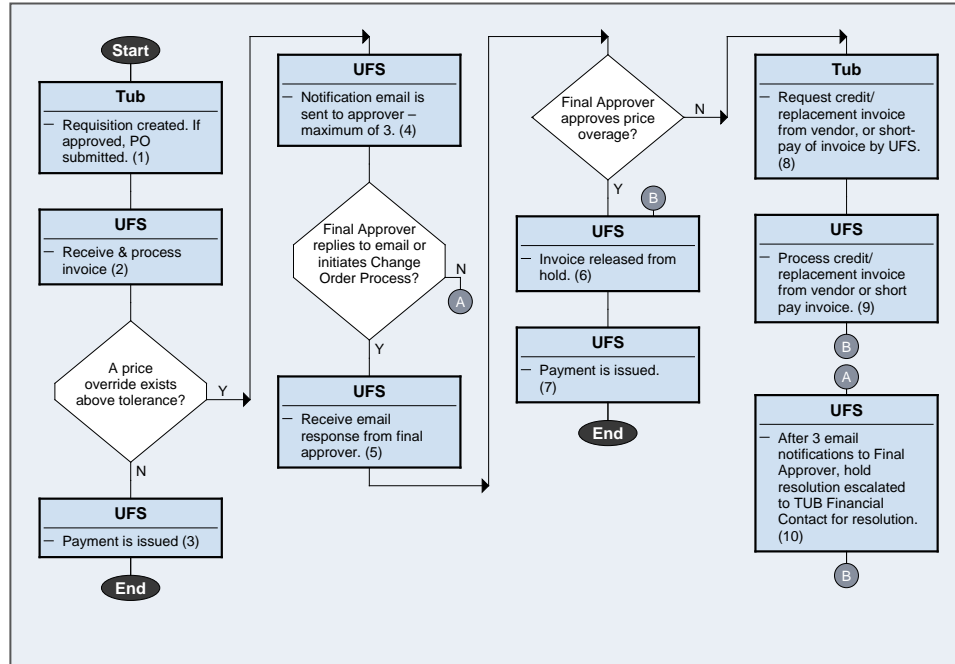 Start
Tub
– Requisition created. If
approved, PO
submitted. (1)
UFS
– Receive & process
invoice (2)
A price
override exists
above tolerance?
Y
N
UFS
– Payment is issued (3)
End
UFS
– Notification email is
sent to approver –
maximum of 3. (4)
Final Approver
replies to email or
initiates Change
Order Process?
N
A
Y
UFS
– Receive email
response from final
approver. (5)
Final Approver
approves price
overage?
N
Y
B
UFS
– Invoice released from
hold. (6)
UFS
– Payment is issued.
(7)
End
Tub
– Request credit/
replacement invoice
from vendor, or short-
pay of invoice by UFS.
(8)
UFS
– Process credit/
replacement invoice
from vendor or short
pay invoice. (9)
B
A
UFS
– After 3 email
notifications to Final
Approver, hold
resolution escalated
to TUB Financial
Contact for resolution.
(10)
B